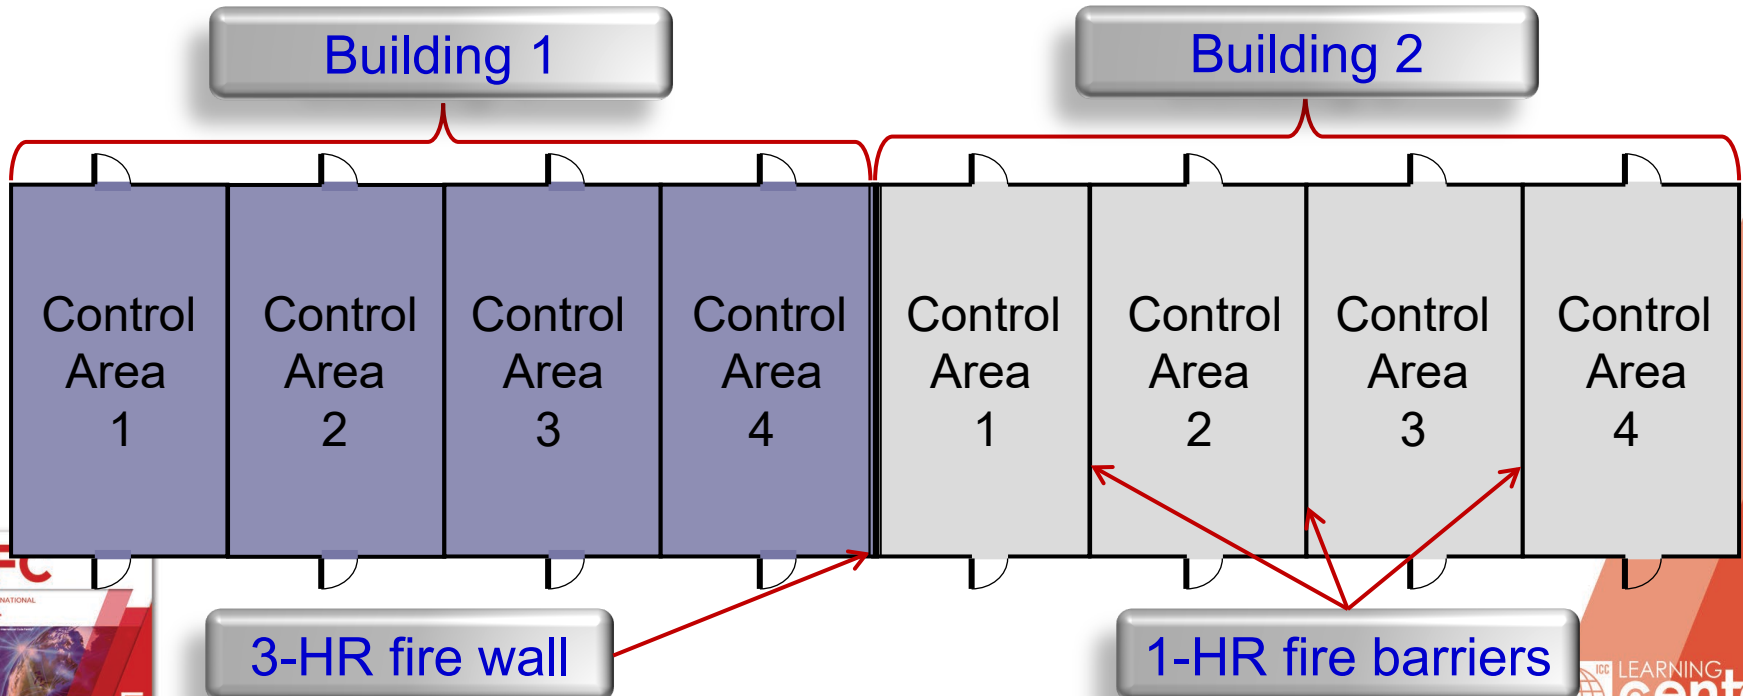 Building 1
Building 2
Control
Area
1
Control
Area
2
Control
Area
3
Control
Area
4
Control
Area
1
Control
Area
2
Control
Area
3
Control
Area
4
3-HR fire wall
1-HR fire barriers
ICC LEARNING